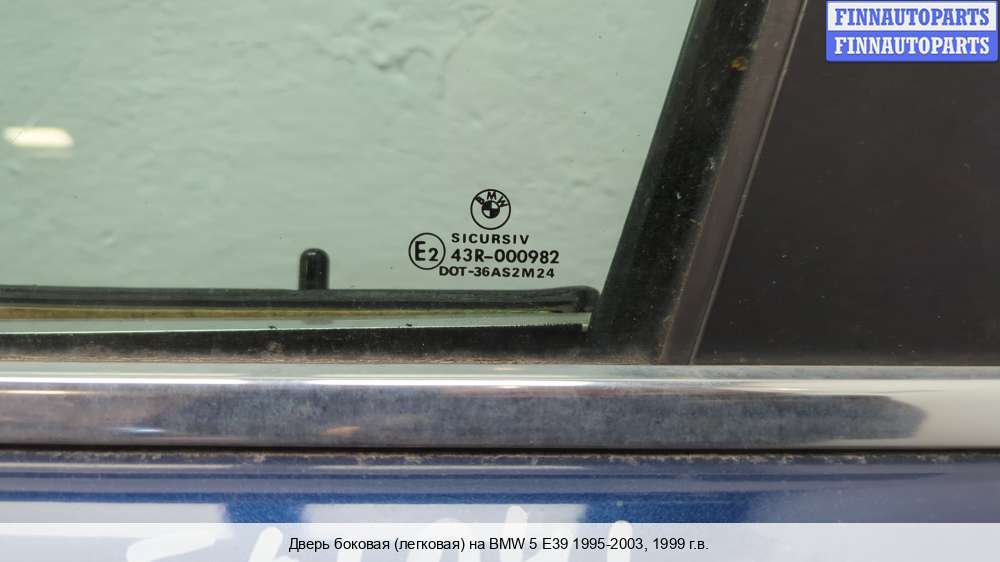 FINNAUTOPARTS
FINNAUTOPARTS
BMW
SICURSIV
E2 43R-000982
DOT-36AS2M24
Дверь боковая (легковая) на BMW 5 E39 1995-2003, 1999 г.в.